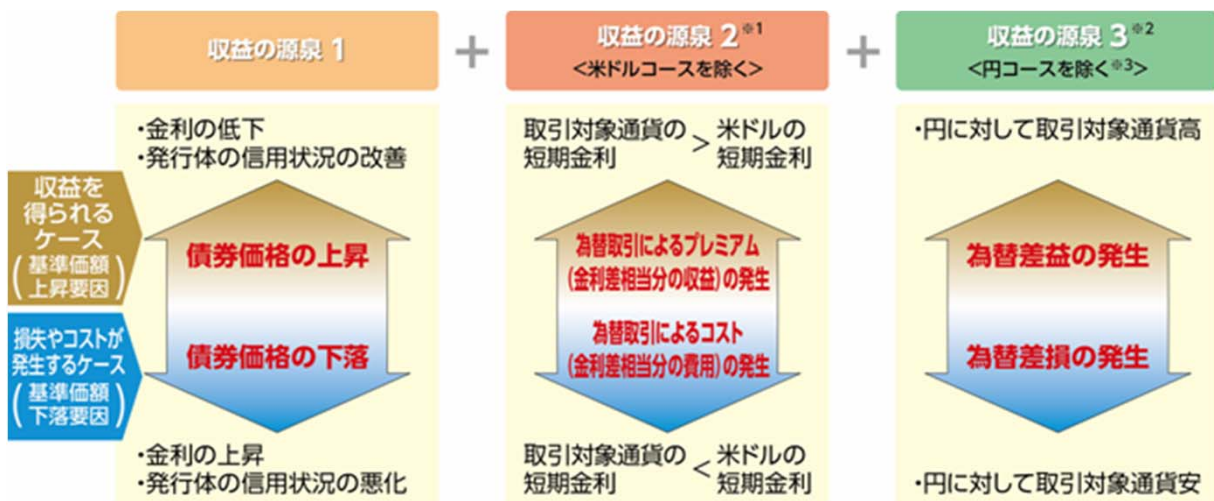 収益の源泉 1
+
収益の源泉 2※1
<米ドルコースを除く>
+
収益の源泉 3※2
<円コースを除く※3>
・金利の低下
・発行体の信用状況の改善
取引対象通貨の短期金利 > 米ドルの短期金利
・円に対して取引対象通貨高
収益を
得られる
ケース
(基準価額
上昇要因)
債券価格の上昇
為替取引によるプレミアム
(金利差相当分の収益)の発生
為替差益の発生
損失やコストが
発生するケース
(基準価額
下落要因)
債券価格の下落
為替取引によるコスト
(金利差相当分の費用)の発生
為替差損の発生
・金利の上昇
・発行体の信用状況の悪化
取引対象通貨の短期金利 < 米ドルの短期金利
・円に対して取引対象通貨安